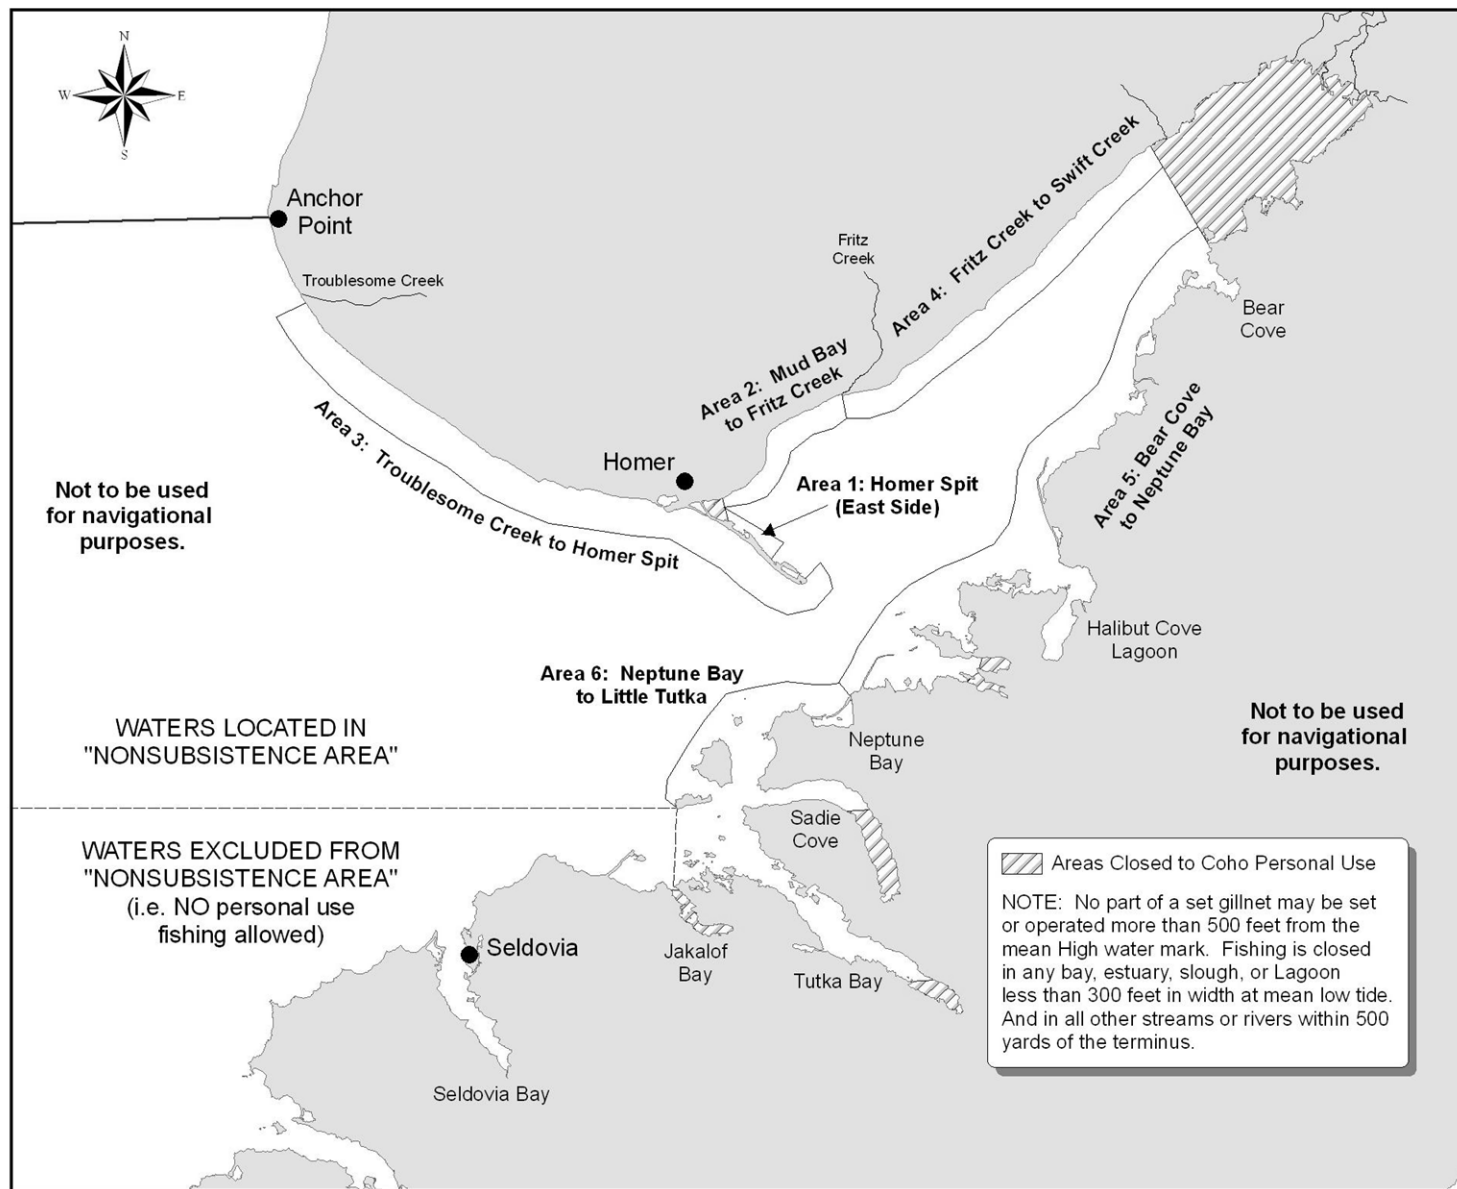 N
W
E
S
Anchor
Point
Troublesome Creek
Fritz
Creek
Area 4: Fritz Creek to Swift Creek
Bear
Cove
Area 2: Mud Bay
to Fritz Creek
Area 3: Troublesome Creek to Homer Spit
Homer
Area 1: Homer Spit
(East Side)
Area 5: Bear Cove
to Neptune Bay
Not to be used
for navigational
purposes.
Halibut Cove
Lagoon
Area 6: Neptune Bay
to Little Tutka
WATERS LOCATED IN
"NONSUBSISTENCE AREA"
Neptune
Bay
Not to be used
for navigational
purposes.
Sadie
Cove
WATERS EXCLUDED FROM
"NONSUBSISTENCE AREA"
(i.e. NO personal use
fishing allowed)
Seldovia
Jakalof
Bay
Tutka Bay
Seldovia Bay
Areas Closed to Coho Personal Use
NOTE: No part of a set gillnet may be set
or operated more than 500 feet from the
mean High water mark. Fishing is closed
in any bay, estuary, slough, or Lagoon
less than 300 feet in width at mean low tide.
And in all other streams or rivers within 500
yards of the terminus.